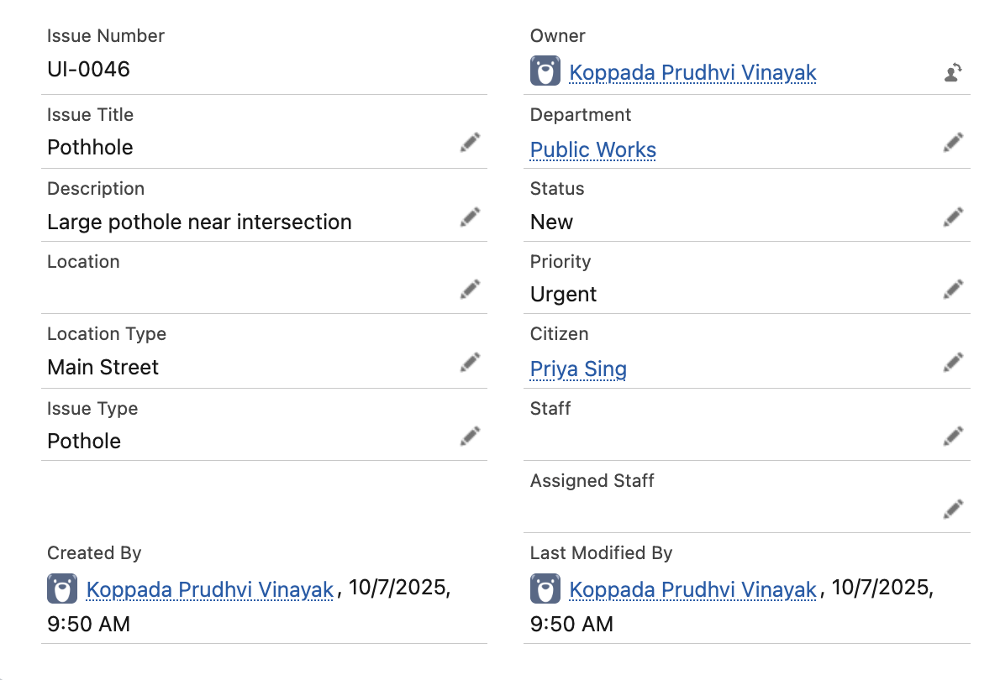 Issue Number
UI-0046
Issue Title
Pothhole
Description
Large pothole near intersection
Location
Location Type
Main Street
Issue Type
Pothole
Created By
Koppada Prudhvi Vinayak, 10/7/2025,
9:50 AM
Owner
Koppada Prudhvi Vinayak
Department
Public Works
Status
New
Priority
Urgent
Citizen
Priya Sing
Staff
Assigned Staff
Last Modified By
Koppada Prudhvi Vinayak, 10/7/2025,
9:50 AM